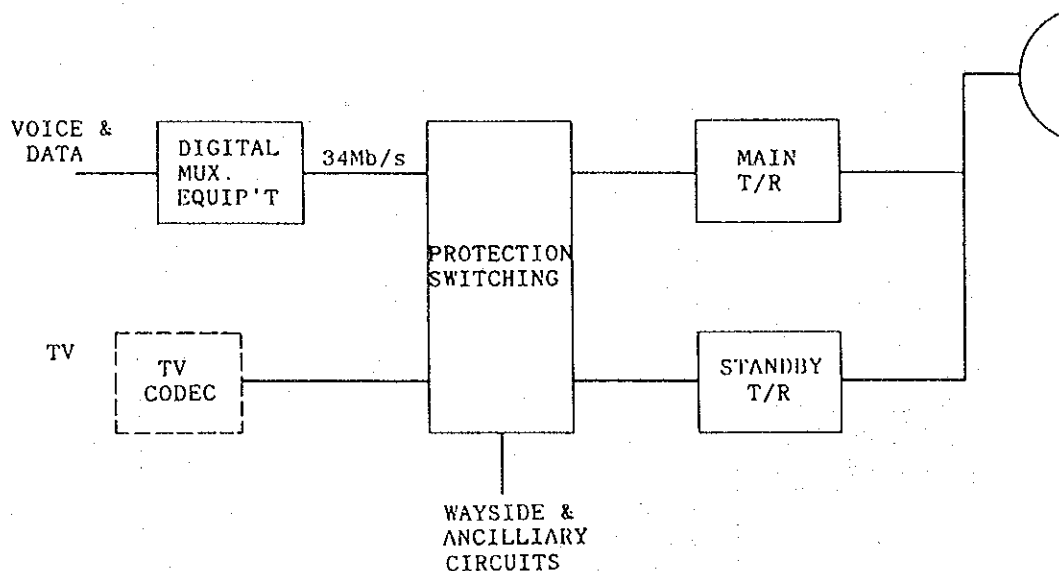 VOICE &
DATA
DIGITAL
MUX.
EQUIP'T
34Mb/s
PROTECTION
SWITCHING
MAIN
T/R
TV
TV
CODEC
STANDBY
T/R
WAYSIDE &
ANCILLIARY
CIRCUITS